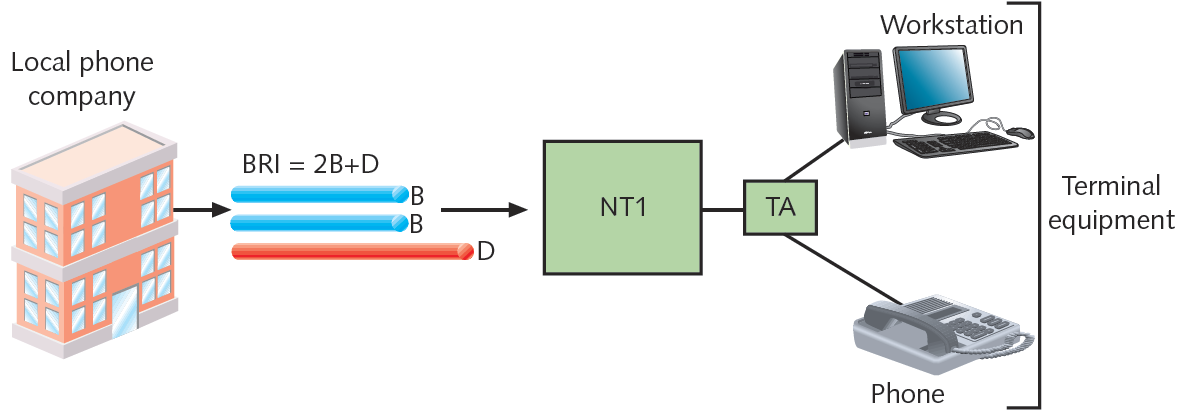 Local phone
company
BRI = 2B+D
B
B
D
NT1
TA
Workstation
Phone
Terminal
equipment